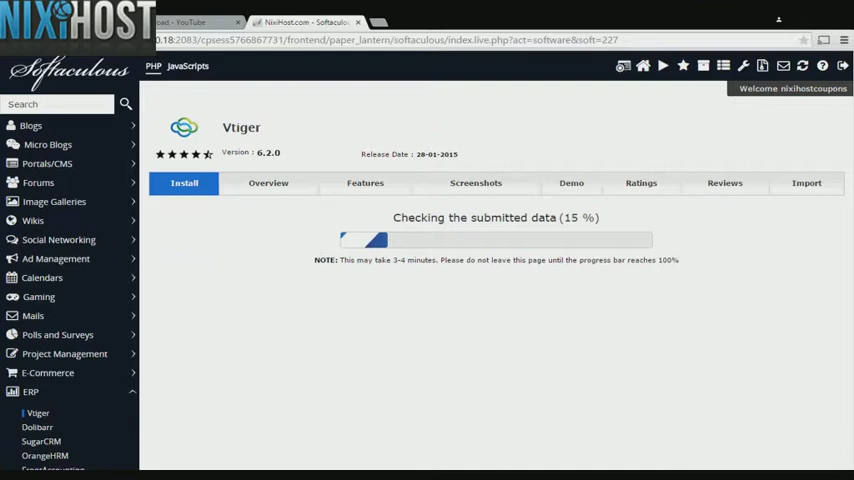 NIXIHOST
oad - YouTube
NixiHost.com - Softaculou
0.18:2083/cpsess5766867731/frontend/paper_lantern/softaculous/index.live.php?act=software&soft=227
Softaculous
PHP JavaScripts
Welcome nixihostcoupons
Search
Vtiger
Version : 6.2.0
Release Date : 28-01-2015
Install
Overview
Features
Screenshots
Demo
Ratings
Reviews
Import
Checking the submitted data (15 %)
NOTE: This may take 3-4 minutes. Please do not leave this page until the progress bar reaches 100%
Blogs
Micro Blogs
Portals/CMS
Forums
Image Galleries
Wikis
Social Networking
Ad Management
Calendars
Gaming
Mails
Polls and Surveys
Project Management
E-Commerce
ERP
Vtiger
Dolibarr
SugarCRM
OrangeHRM
FrontAccounting